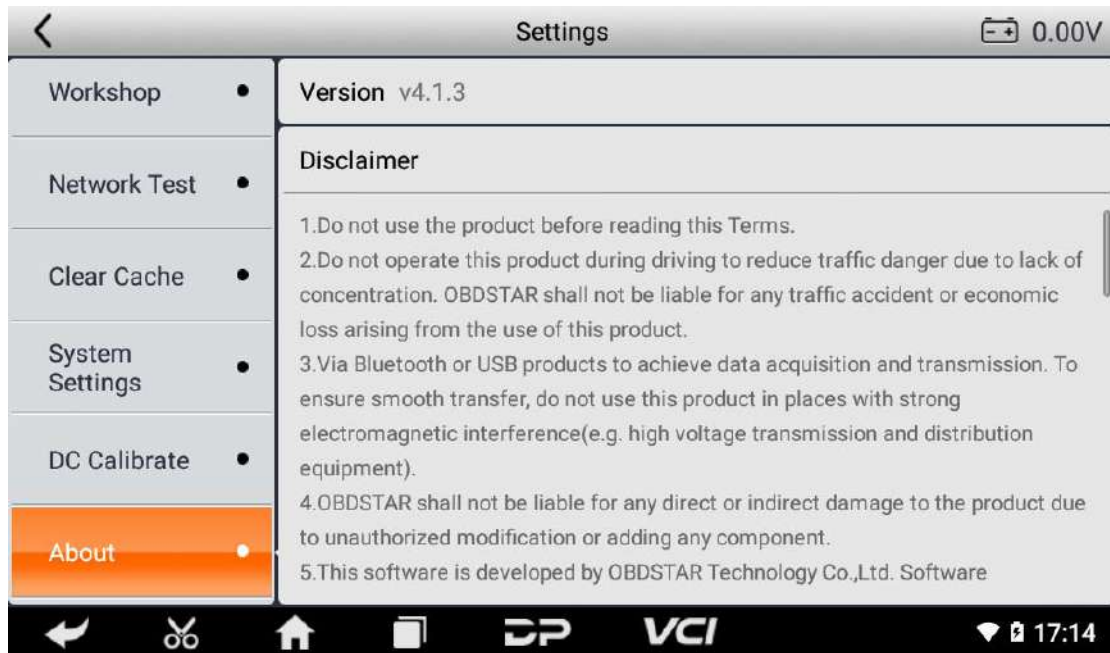 Settings
0.00V
Workshop
Network Test
Clear Cache
System
Settings
DC Calibrate
About
Version v4.1.3
Disclaimer
1.Do not use the product before reading this Terms.
2.Do not operate this product during driving to reduce traffic danger due to lack of
concentration. OBDSTAR shall not be liable for any traffic accident or economic
loss arising from the use of this product.
3.Via Bluetooth or USB products to achieve data acquisition and transmission. To
ensure smooth transfer, do not use this product in places with strong
electromagnetic interference(e.g. high voltage transmission and distribution
equipment).
4.OBDSTAR shall not be liable for any direct or indirect damage to the product due
to unauthorized modification or adding any component.
5.This software is developed by OBDSTAR Technology Co.,Ltd. Software
DP
VCI
17:14